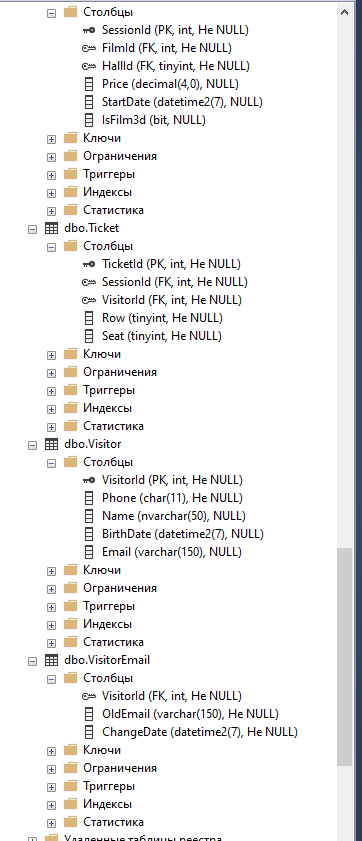 Столбцы
SessionId (PK, int, Не NULL)
FilmId (FK, int, Не NULL)
HallId (FK, tinyint, Не NULL)
Price (decimal(4,0), NULL)
StartDate (datetime2(7), NULL)
IsFilm3d (bit, NULL)
Ключи
Ограничения
Триггеры
Индексы
Статистика
dbo.Ticket
Столбцы
TicketId (PK, int, Не NULL)
SessionId (FK, int, Не NULL)
VisitorId (FK, int, Не NULL)
Row (tinyint, Не NULL)
Seat (tinyint, Не NULL)
Ключи
Ограничения
Триггеры
Индексы
Статистика
dbo.Visitor
Столбцы
VisitorId (PK, int, Не NULL)
Phone (char(11), Не NULL)
Name (nvarchar(50), NULL)
BirthDate (datetime2(7), NULL)
Email (varchar(150), NULL)
Ключи
Ограничения
Триггеры
Индексы
Статистика
dbo.VisitorEmail
Столбцы
VisitorId (FK, int, Не NULL)
OldEmail (varchar(150), Не NULL)
ChangeDate (datetime2(7), Не NULL)
Ключи
Ограничения
Триггеры
Индексы
Статистика
Удаленные таблицы реестра